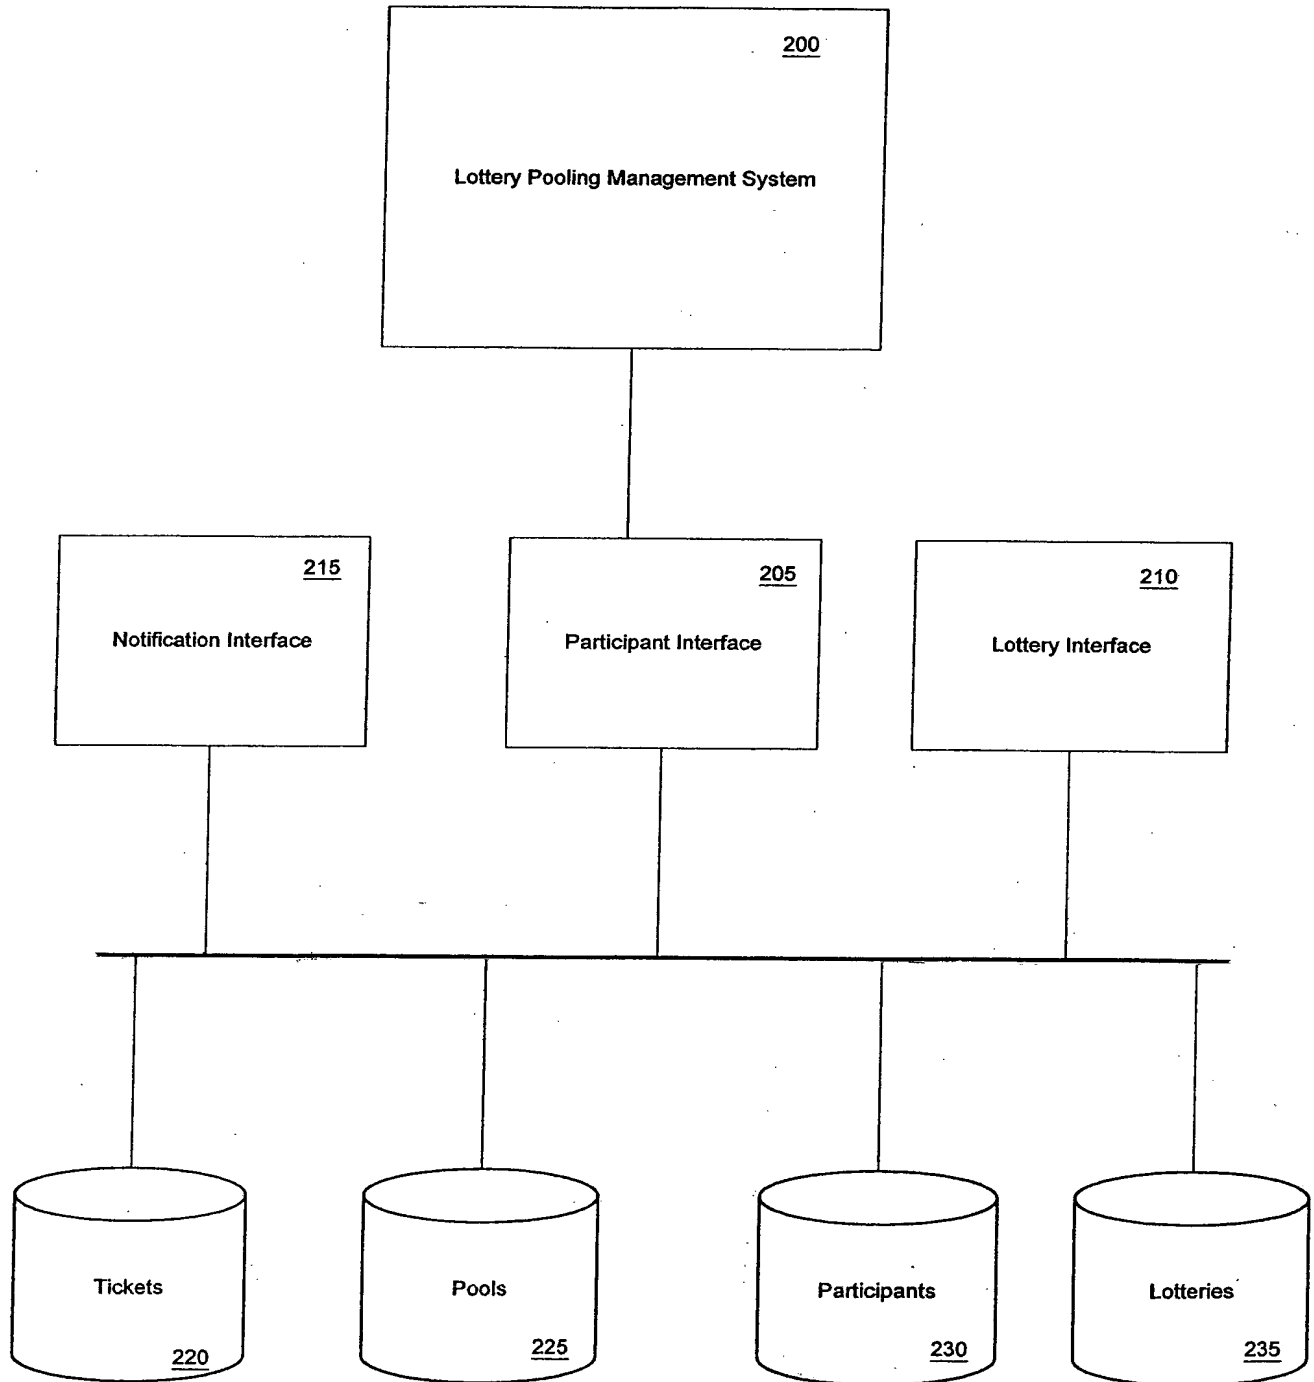 200
Lottery Pooling Management System
215
Notification Interface
205
Participant Interface
210
Lottery Interface
Tickets
220
Pools
225
Participants
230
Lotteries
235